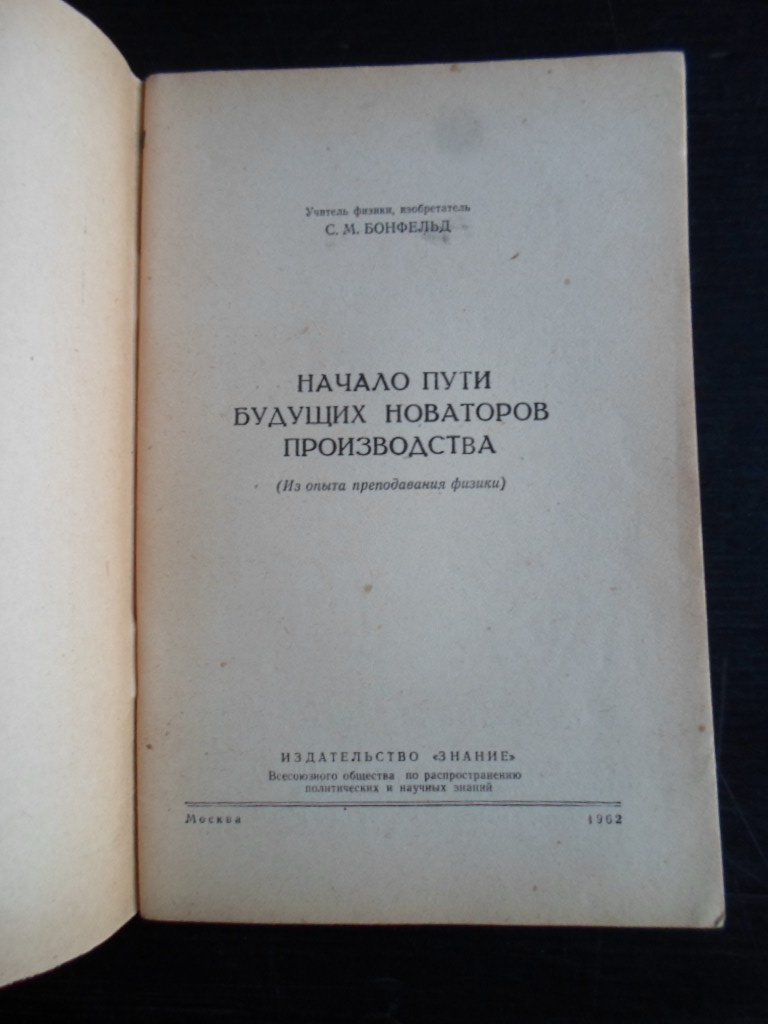 Учитель физики, изобретатель
С. М. БОНФЕЛЬД
НАЧАЛО ПУТИ
БУДУЩИХ НОВАТОРОВ
ПРОИЗВОДСТВА
(Из опыта преподавания физики)
ИЗДАТЕЛЬСТВО «ЗНАНИЕ»
Всесоюзного общества по распространению
политических и научных знаний
Москва 1962